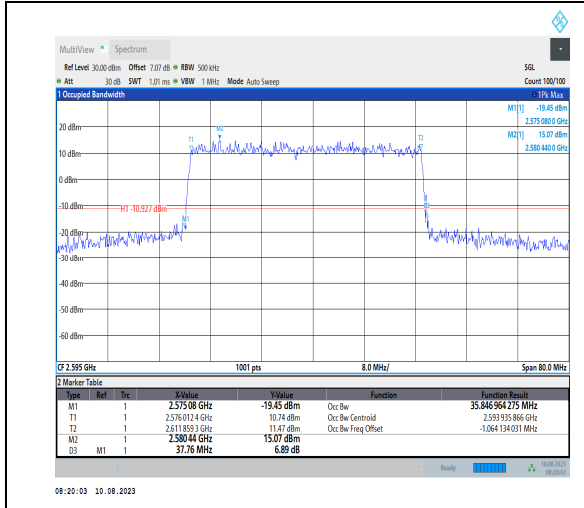 MultiView Spectrum
Ref Level 30.00 dBm Offset 7.07 dB RBW 500 kHz SGL
Att 30 dB SWT 1.01 ms VBW 1 MHz Mode Auto Sweep Count 100/100
1 Occupied Bandwidth 1Pk Max
M1[1] -19.45 dBm
2.575 080 0 GHz
M2[1] 15.07 dBm
2.580 440 0 GHz
20 dBm
T1 M2 T2
10 dBm
0 dBm
-10 dBm
H1 -10.927 dBm
M1
-20 dBm
-30 dBm
-40 dBm
-50 dBm
-60 dBm
CF 2.595 GHz 1001 pts 8.0 MHz/ Span 80.0 MHz
2 Marker Table
Type Ref Trc X-Value Y-Value Function Function Result
M1 1 2.575 08 GHz -19.45 dBm Occ Bw 35.846 964 275 MHz
T1 1 2.576 012 4 GHz 10.74 dBm Occ Bw Centroid 2.593 935 866 GHz
T2 1 2.611 859 3 GHz 11.47 dBm Occ Bw Freq Offset -1.064 134 031 MHz
M2 1 2.580 44 GHz 15.07 dBm
D3 M1 1 37.76 MHz 6.89 dB
Ready 10.08.2023
08:20:03
08:20:03 10.08.2023